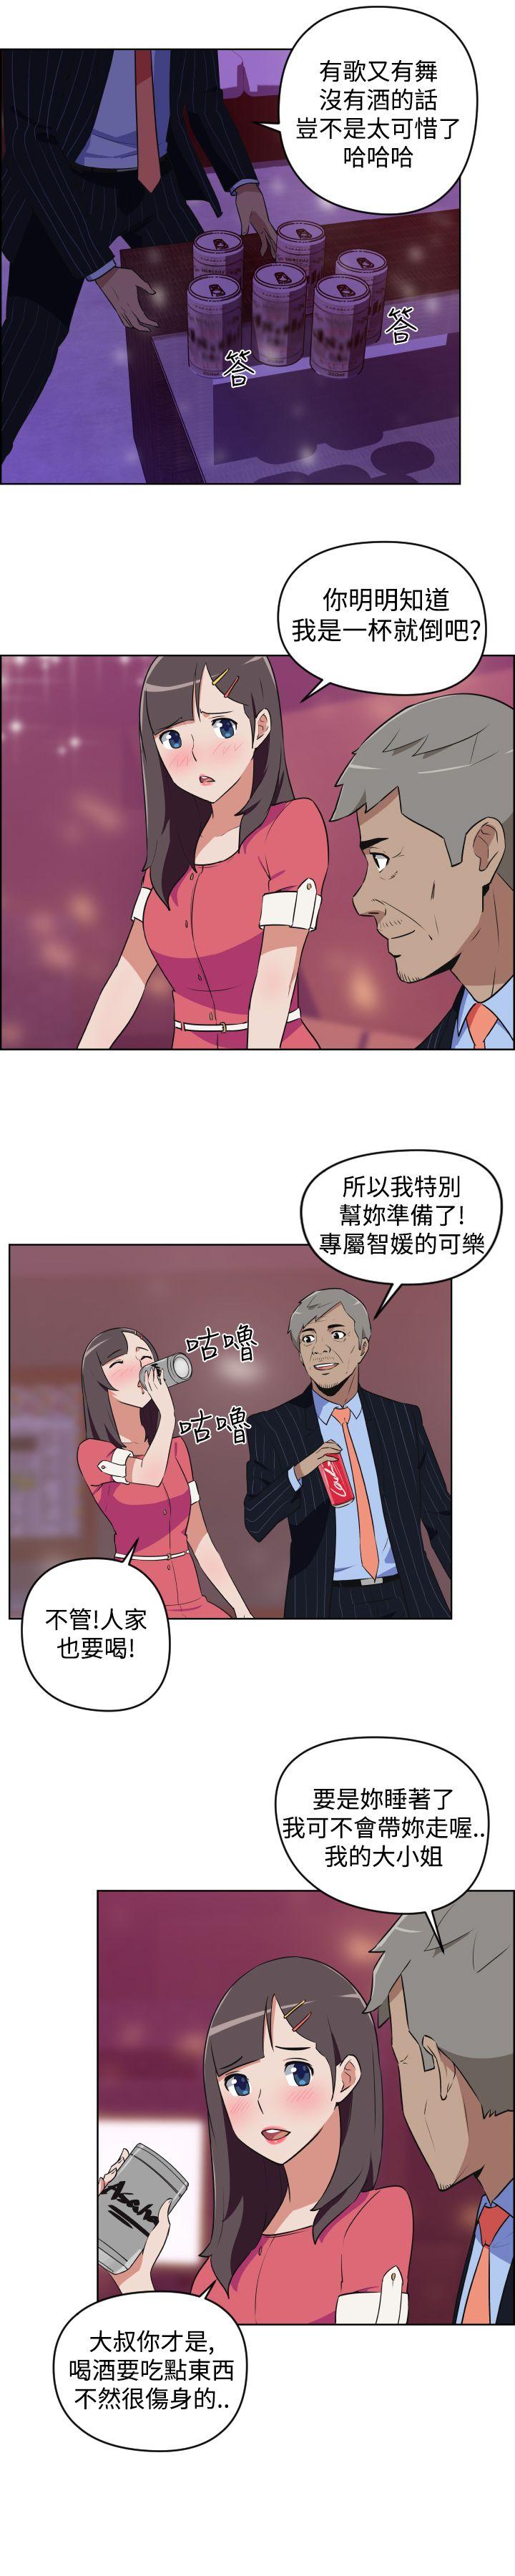 有歌又有舞
沒有酒的話
豈不是太可惜了
哈哈哈
答
答
你明明知道
我是一杯就倒吧?
所以我特別
幫妳準備了!
專屬智媛的可樂
咕嚕
咕嚕
不管!人家
也要喝!
要是妳睡著了
我可不會帶妳走喔..
我的大小姐
Asahi
大叔你才是,
喝酒要吃點東西
不然很傷身的..